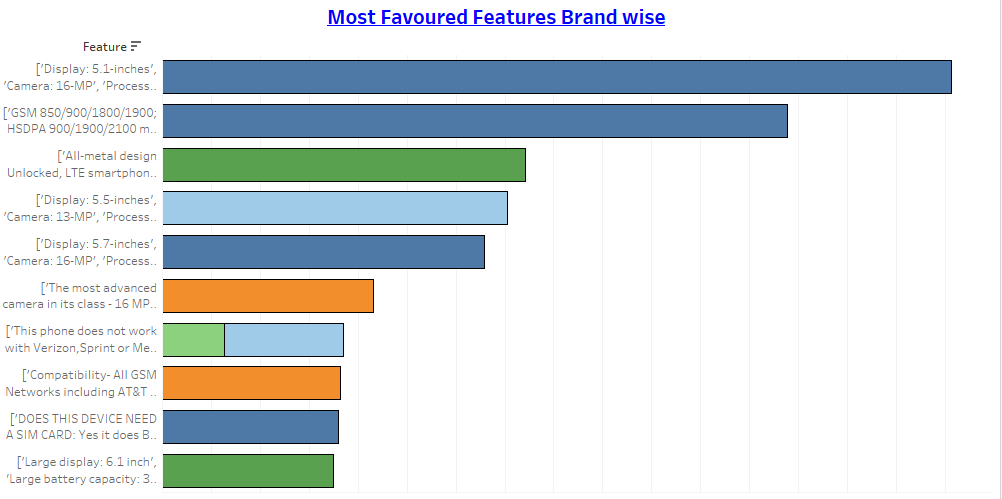 Most Favoured Features Brand wise
Feature
['Display: 5.1-inches',
'Camera: 16-MP', 'Process..
['GSM 850/900/1800/1900;
HSDPA 900/1900/2100 m..
['All-metal design
Unlocked, LTE smartphon..
['Display: 5.5-inches',
'Camera: 13-MP', 'Process..
['Display: 5.7-inches',
'Camera: 16-MP', 'Process..
['The most advanced
camera in its class - 16 MP..
['This phone does not work
with Verizon,Sprint or Me..
['Compatibility- All GSM
Networks including AT&T ..
['DOES THIS DEVICE NEED
A SIM CARD: Yes it does B..
['Large display: 6.1 inch',
'Large battery capacity: 3..